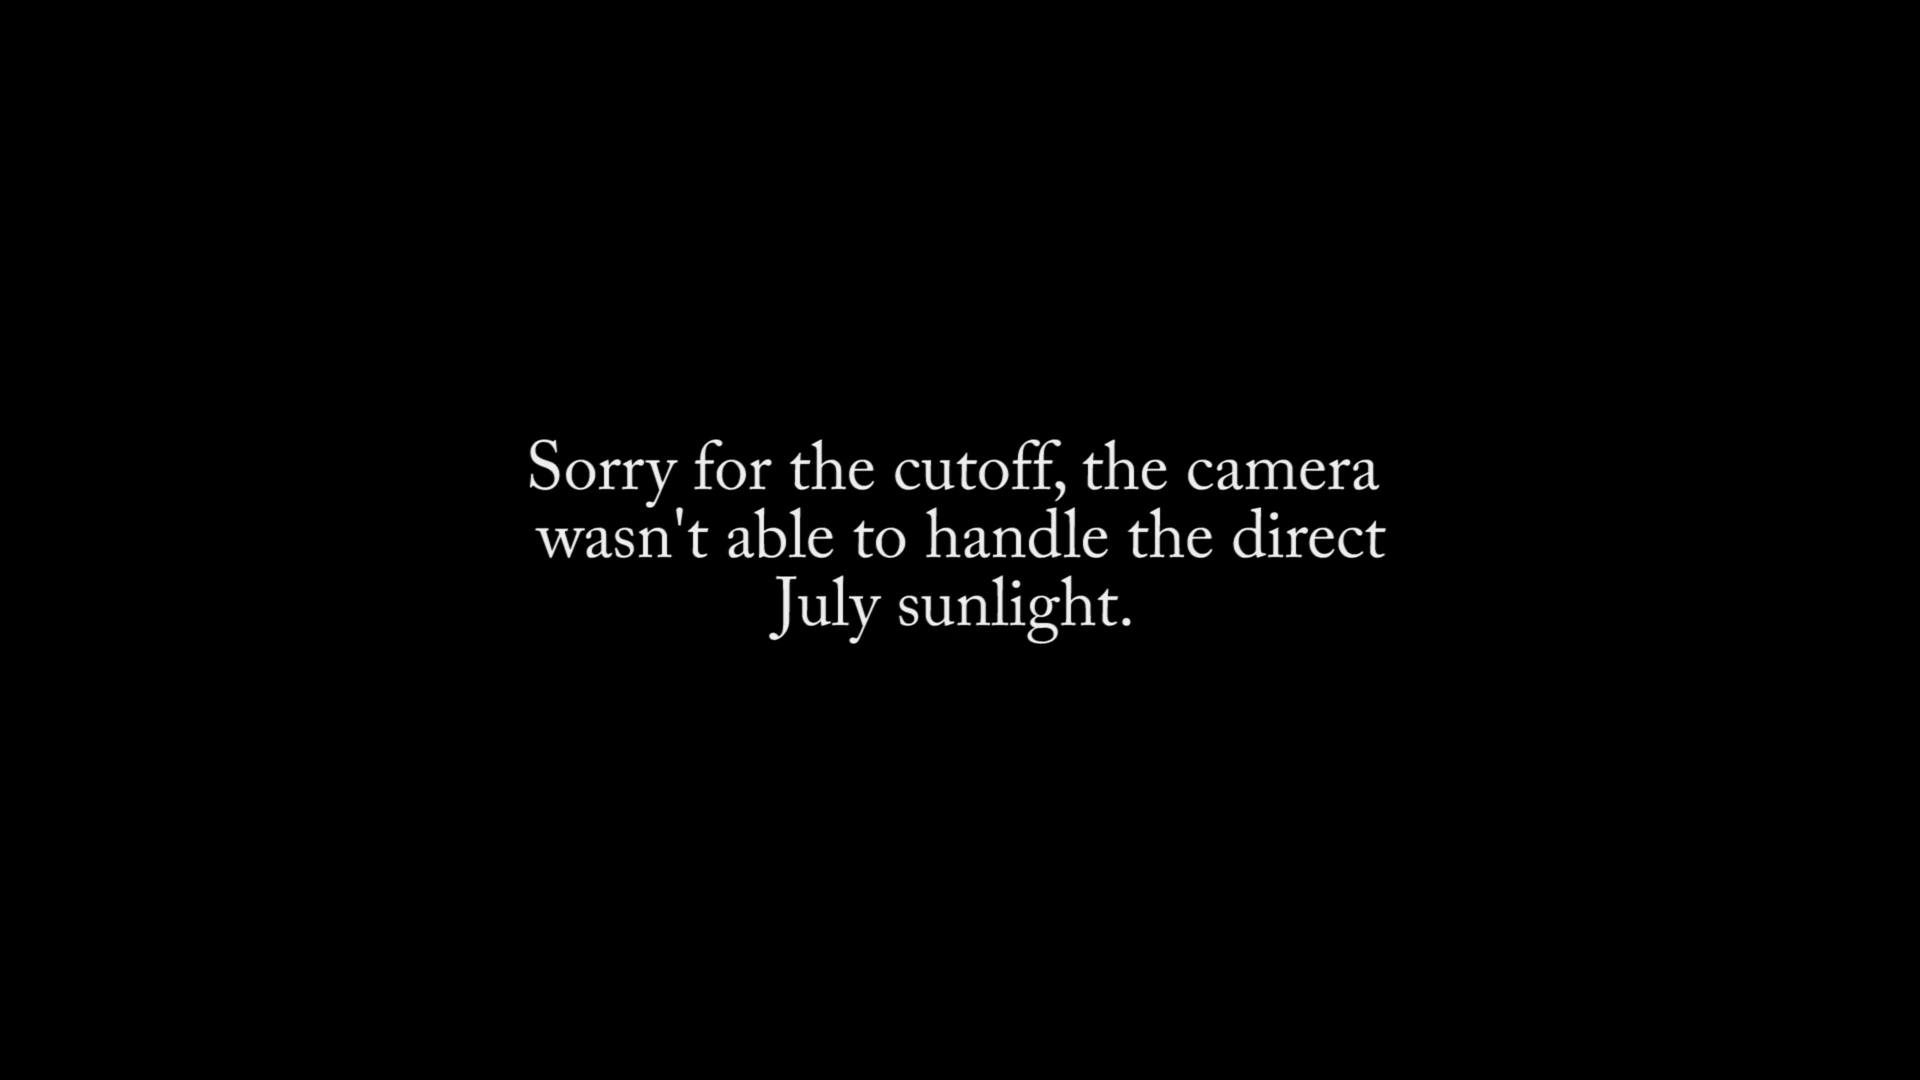 Sorry for the cutoff, the camera
wasn't able to handle the direct
July sunlight.